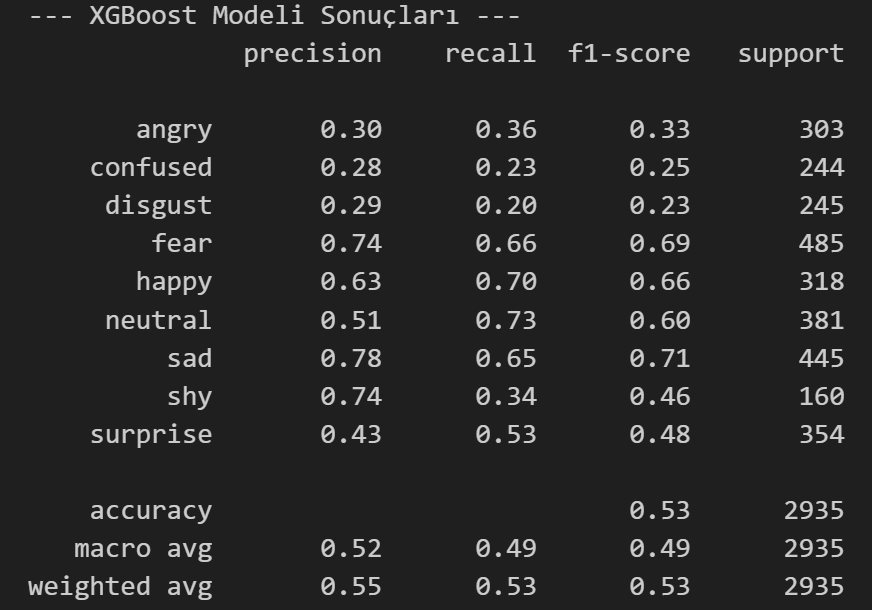 --- XGBoost Modeli Sonuçları ---
precision recall f1-score support
angry 0.30 0.36 0.33 303
confused 0.28 0.23 0.25 244
disgust 0.29 0.20 0.23 245
fear 0.74 0.66 0.69 485
happy 0.63 0.70 0.66 318
neutral 0.51 0.73 0.60 381
sad 0.78 0.65 0.71 445
shy 0.74 0.34 0.46 160
surprise 0.43 0.53 0.48 354
accuracy 0.53 2935
macro avg 0.52 0.49 0.49 2935
weighted avg 0.55 0.53 0.53 2935